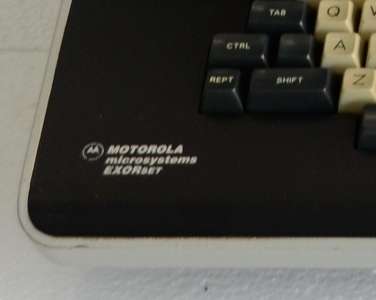 TAB Q
CTRL A
REPT SHIFT Z
MOTOROLA
microsystems
EXORSET